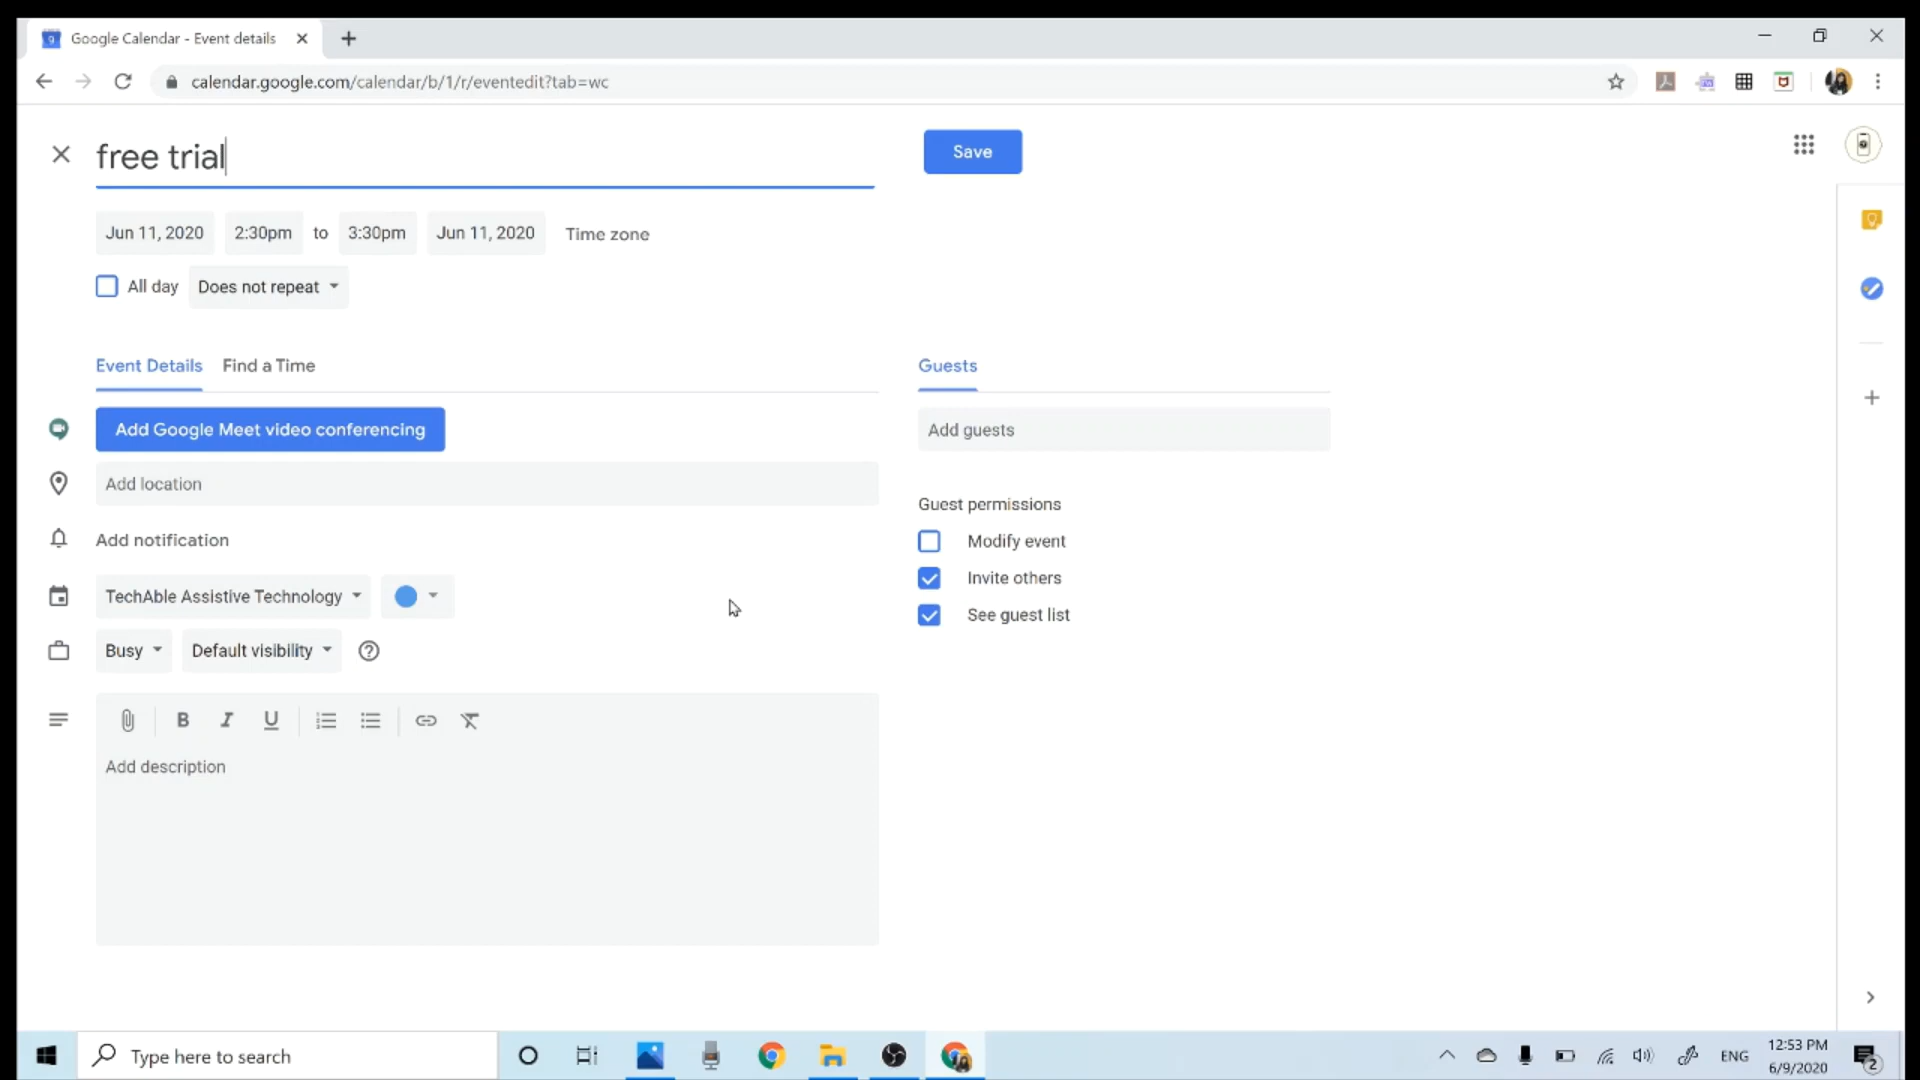 Google Calendar - Event details
calendar.google.com/calendar/b/1/r/eventedit?tab=wc
free trial
Save
Jun 11, 2020 2:30pm to 3:30pm Jun 11, 2020 Time zone
All day Does not repeat
Event Details Find a Time
Guests
Add Google Meet video conferencing
Add guests
Add location
Guest permissions
Add notification
Modify event
Invite others
TechAble Assistive Technology
See guest list
Busy Default visibility
B I U
Add description
Type here to search
ENG
12:53 PM
6/9/2020
2